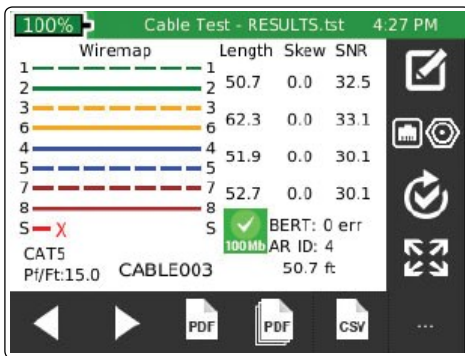 100% Cable Test - RESULTS.tst 4:27 PM
Wiremap Length Skew SNR
1 1
2 2 50.7 0.0 32.5
3 3
6 6 62.3 0.0 33.1
4 4
5 5 51.9 0.0 30.1
7 7
8 8 52.7 0.0 30.1
S X S
100Mb BERT: 0 err
CAT5 AR ID: 4
Pf/Ft:15.0 CABLE003 50.7 ft
PDF PDF CSV ...